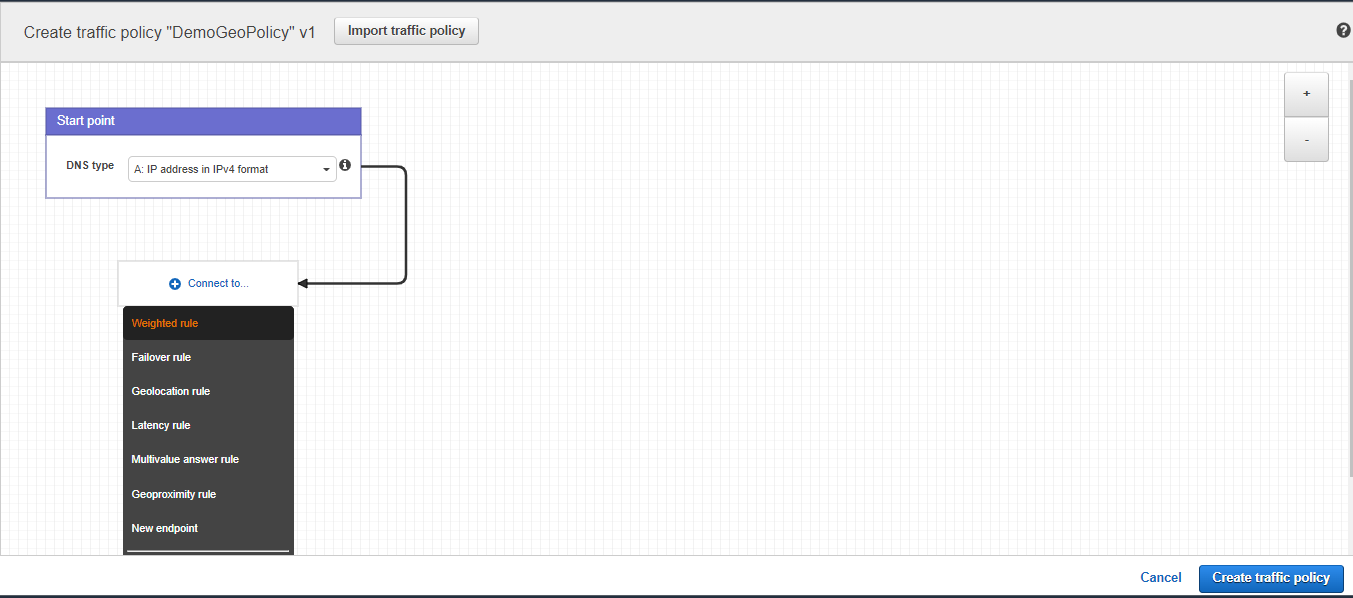 Create traffic policy "DemoGeoPolicy" v1
Import traffic policy
?
+
-
Start point
DNS type
A: IP address in IPv4 format
Connect to...
Weighted rule
Failover rule
Geolocation rule
Latency rule
Multivalue answer rule
Geoproximity rule
New endpoint
Cancel
Create traffic policy